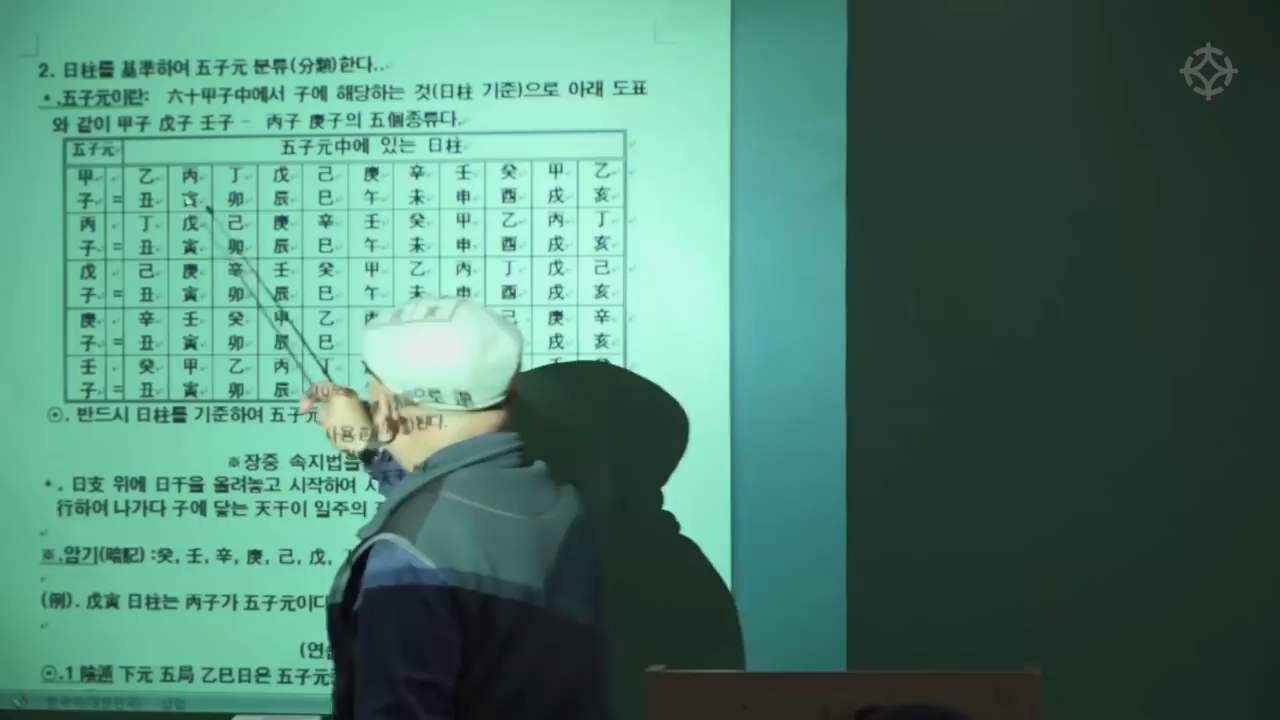 2. 日柱를 基準하여 五子元 분류(分類)한다..
*.五子元이란: 六十甲子中에서 子에 해당하는 것(日柱 기준)으로 아래 도표
와 같이 甲子 戊子 壬子 - 丙子 庚子의 五個종류다.
五子元 五子元中에 있는 日柱
甲 乙 丙 丁 戊 己 庚 辛 壬 癸 甲 乙
子 = 丑 寅 卯 辰 巳 午 未 申 酉 戌 亥
丙 丁 戊 己 庚 辛 壬 癸 甲 乙 丙 丁
子 = 丑 寅 卯 辰 巳 午 未 申 酉 戌 亥
戊 己 庚 辛 壬 癸 甲 乙 丙 丁 戊 己
子 = 丑 寅 卯 辰 巳 午 未 申 酉 戌 亥
庚 辛 壬 癸 甲 乙 己 庚 辛
子 = 丑 寅 卯 辰 巳 戌 亥
壬 癸 甲 乙 丙 丁
子 = 丑 寅 卯 辰
⊙. 반드시 日柱를 기준하여 五子 으로
사용 된다.
※장중 속지법을
*. 日支 위에 日干을 올려놓고 시작하여
行하여 나가다 子에 닿는 天干이 일주의
※.암기(暗記) :癸, 壬, 辛, 庚, 己, 戊,
(例). 戊寅 日柱는 丙子가 五子元이다
(연습
⊙.1 陰遁 下元 五局 乙巳日은 五子元